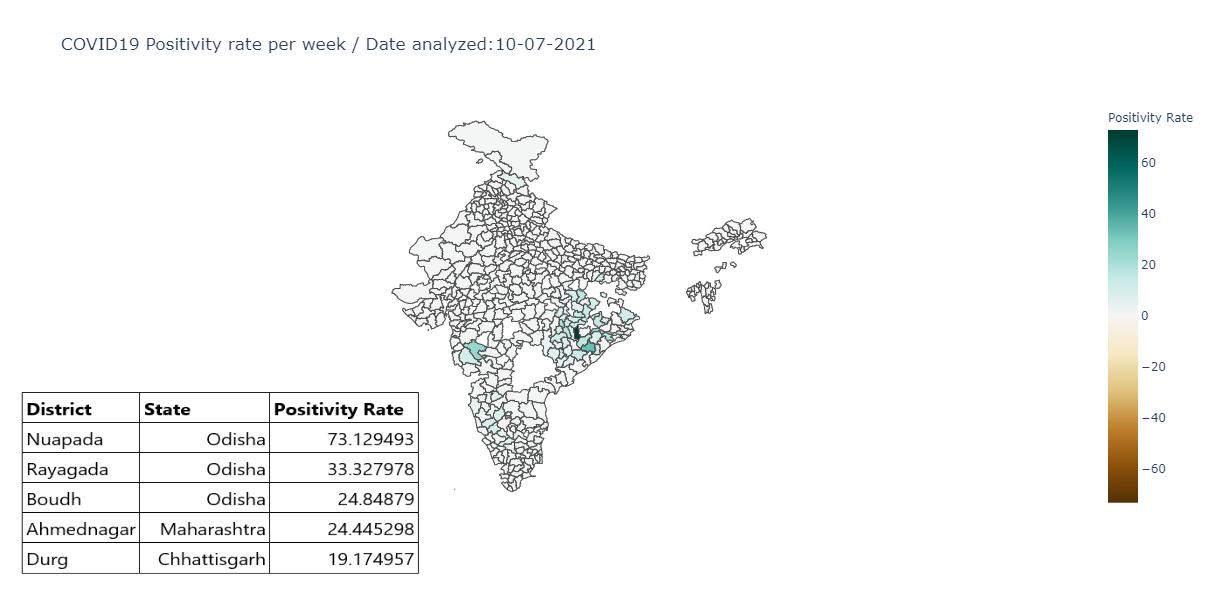 COVID19 Positivity rate per week / Date analyzed:10-07-2021
Positivity Rate
60
40
20
0
−20
−40
−60
District State Positivity Rate
Nuapada Odisha 73.129493
Rayagada Odisha 33.327978
Boudh Odisha 24.84879
Ahmednagar Maharashtra 24.445298
Durg Chhattisgarh 19.174957